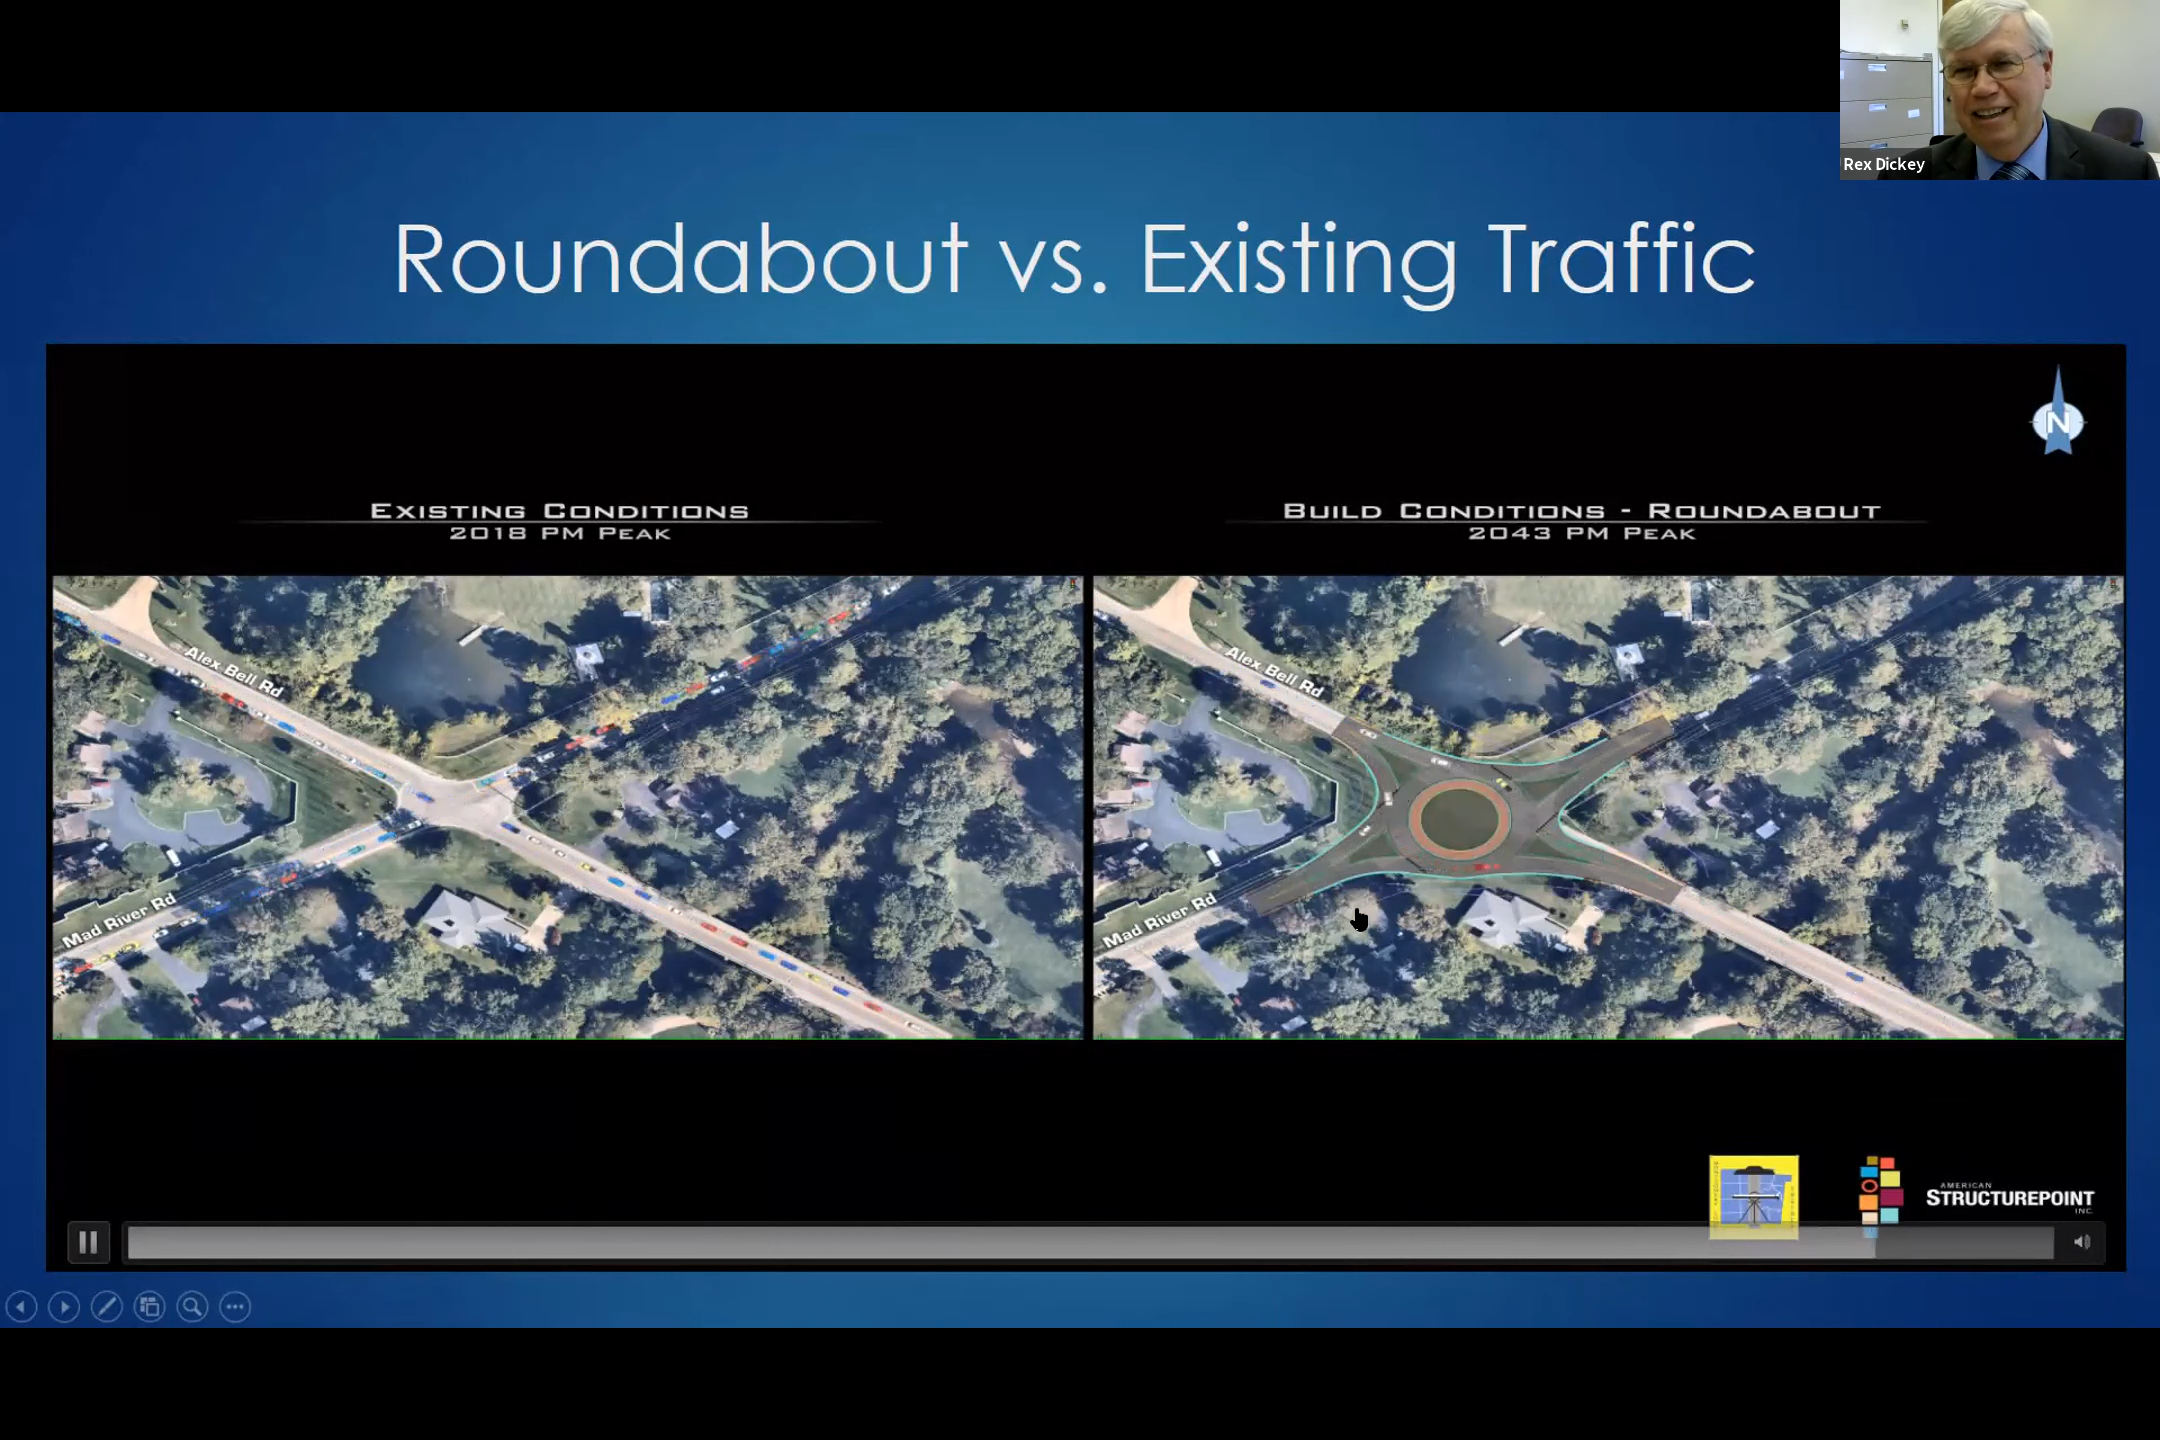 Rex Dickey
Roundabout vs. Existing Traffic
N
Existing Conditions
2018 PM Peak
Build Conditions - Roundabout
2043 PM Peak
Alex Bell Rd
Mad River Rd
Alex Bell Rd
Mad River Rd
AMERICAN
STRUCTUREPOINT
INC.